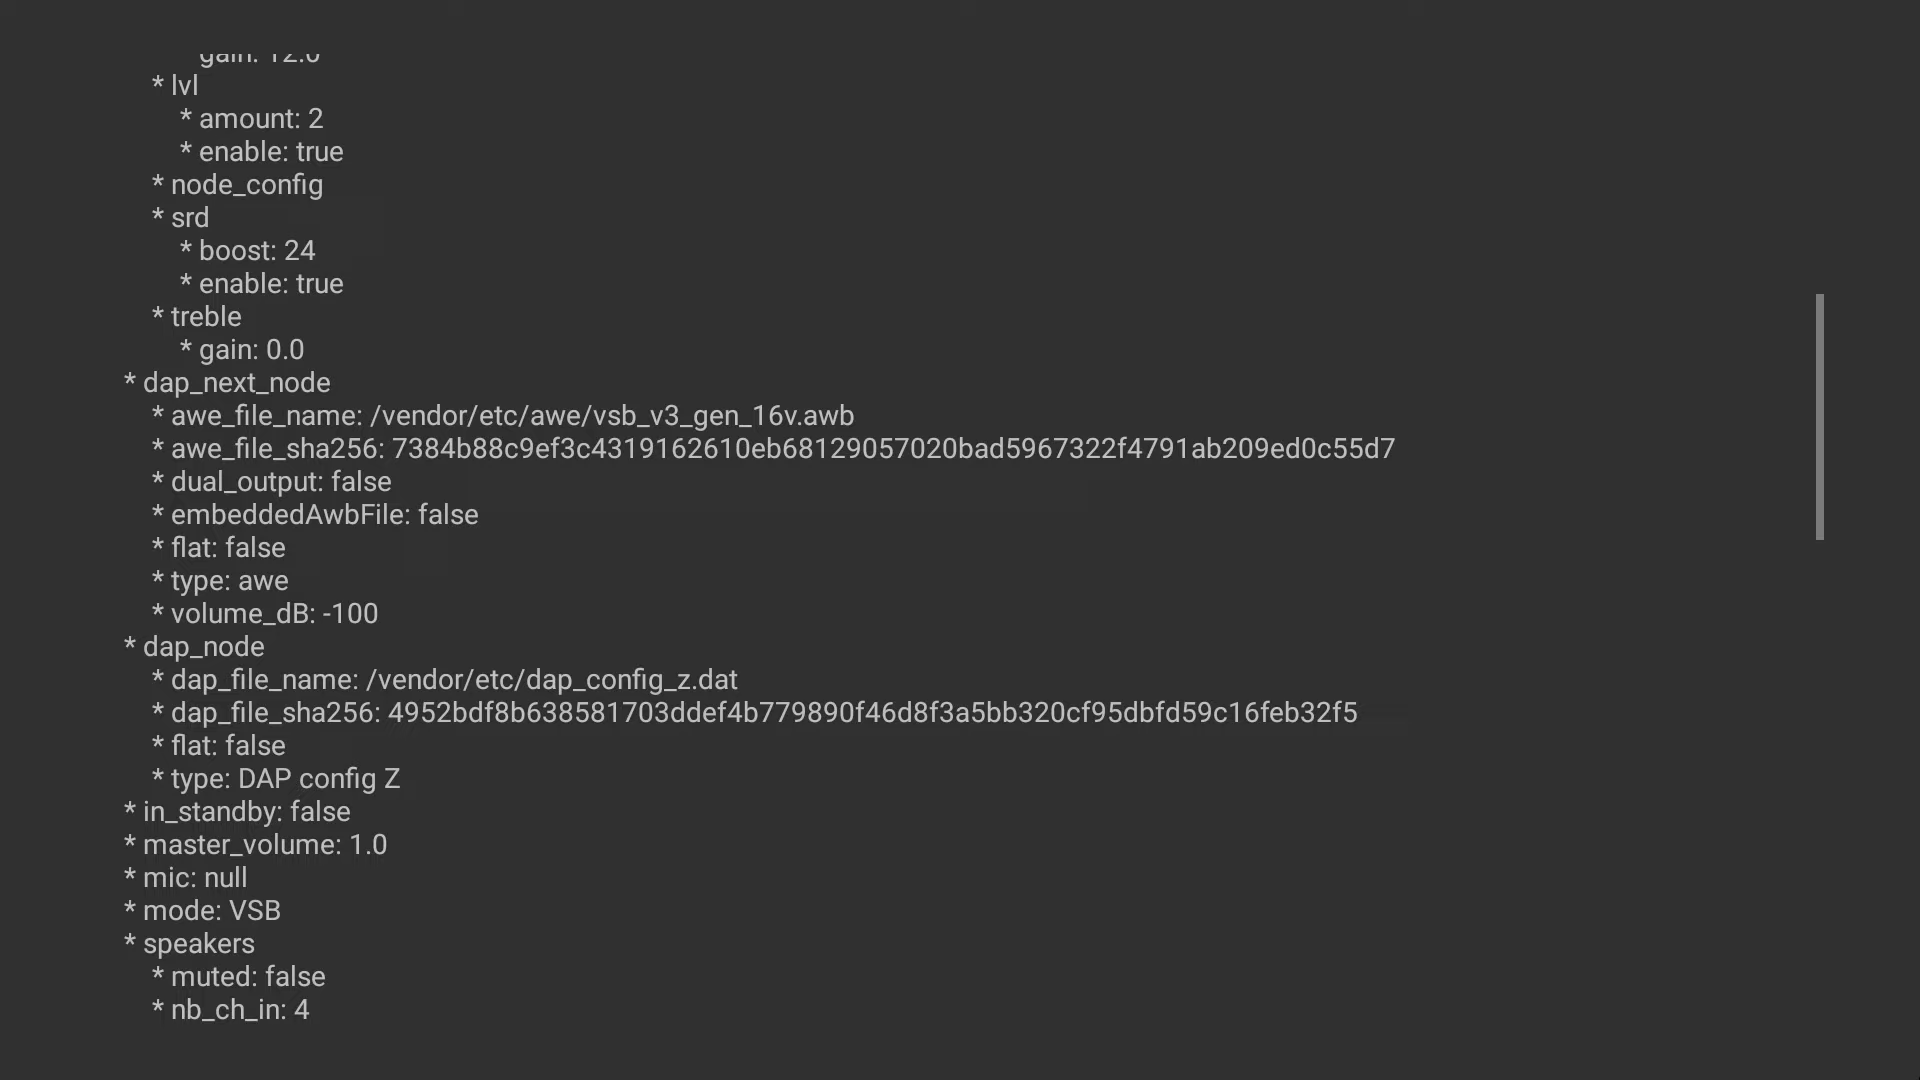 gain: 12.0
* lvl
* amount: 2
* enable: true
* node_config
* srd
* boost: 24
* enable: true
* treble
* gain: 0.0
* dap_next_node
* awe_file_name: /vendor/etc/awe/vsb_v3_gen_16v.awb
* awe_file_sha256: 7384b88c9ef3c4319162610eb68129057020bad5967322f4791ab209ed0c55d7
* dual_output: false
* embeddedAwbFile: false
* flat: false
* type: awe
* volume_dB: -100
* dap_node
* dap_file_name: /vendor/etc/dap_config_z.dat
* dap_file_sha256: 4952bdf8b638581703ddef4b779890f46d8f3a5bb320cf95dbfd59c16feb32f5
* flat: false
* type: DAP config Z
* in_standby: false
* master_volume: 1.0
* mic: null
* mode: VSB
* speakers
* muted: false
* nb_ch_in: 4